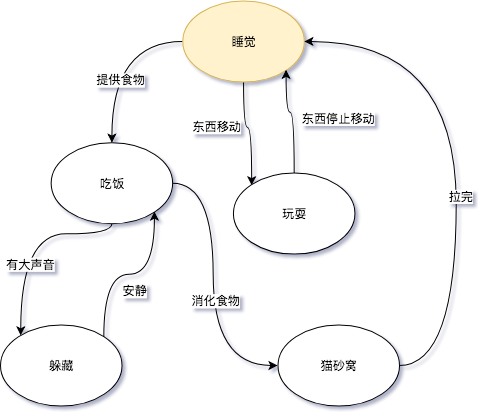 睡觉
提供食物
东西移动
东西停止移动
吃饭
玩耍
拉完
有大声音
安静
消化食物
躲藏
猫砂窝